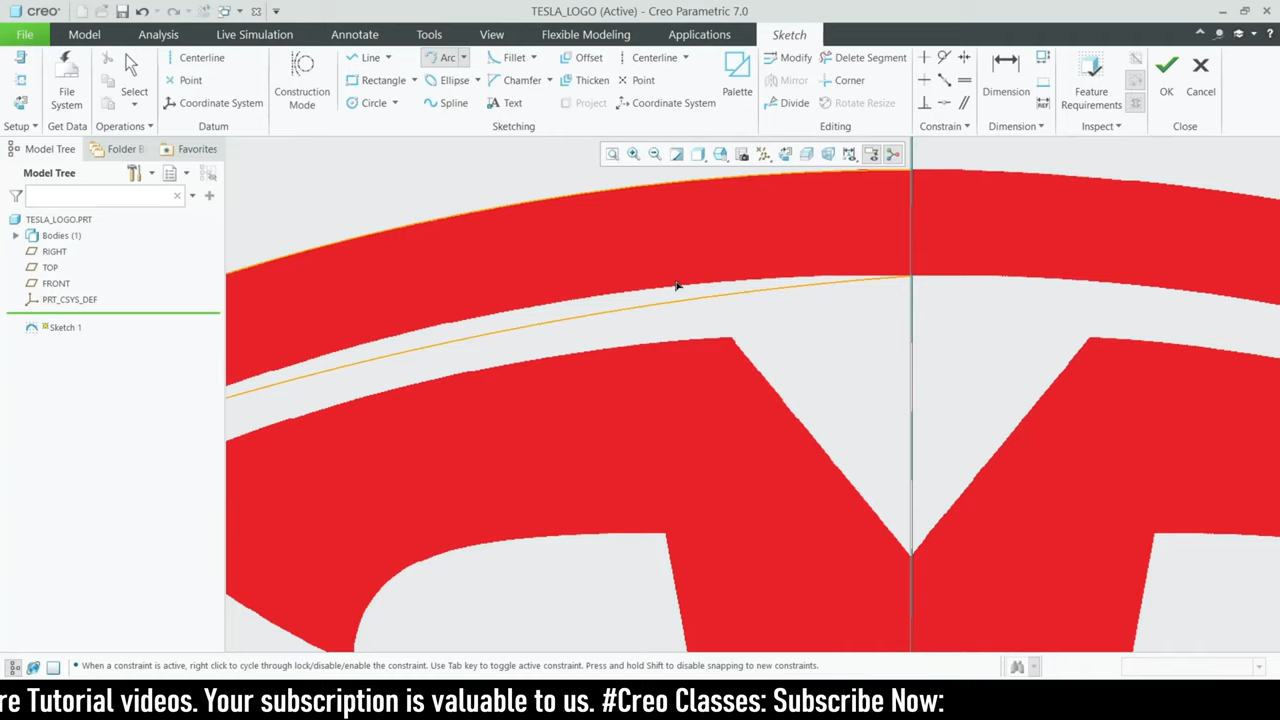 creo
TESLA_LOGO (Active) - Creo Parametric 7.0
File Model Analysis Live Simulation Annotate Tools View Flexible Modeling Applications Sketch
Centerline
Point
Coordinate System
Line Arc Fillet Offset Centerline
Rectangle Ellipse Chamfer Thicken Point
Circle Spline Text Project Coordinate System
Modify Delete Segment
Mirror Corner
Divide Rotate Resize
File System
Select
Construction Mode
Palette
Dimension
Feature Requirements
OK Cancel
Setup Get Data Operations Datum Sketching Editing Constrain Dimension Inspect Close
Model Tree Folder B Favorites
Model Tree
TESLA_LOGO.PRT
Bodies (1)
RIGHT
TOP
FRONT
PRT_CSYS_DEF
Sketch 1
• When a constraint is active, right click to cycle through lock/disable/enable the constraint. Use Tab key to toggle active constraint. Press and hold Shift to disable snapping to new constraints.
re Tutorial videos. Your subscription is valuable to us. #Creo Classes: Subscribe Now: